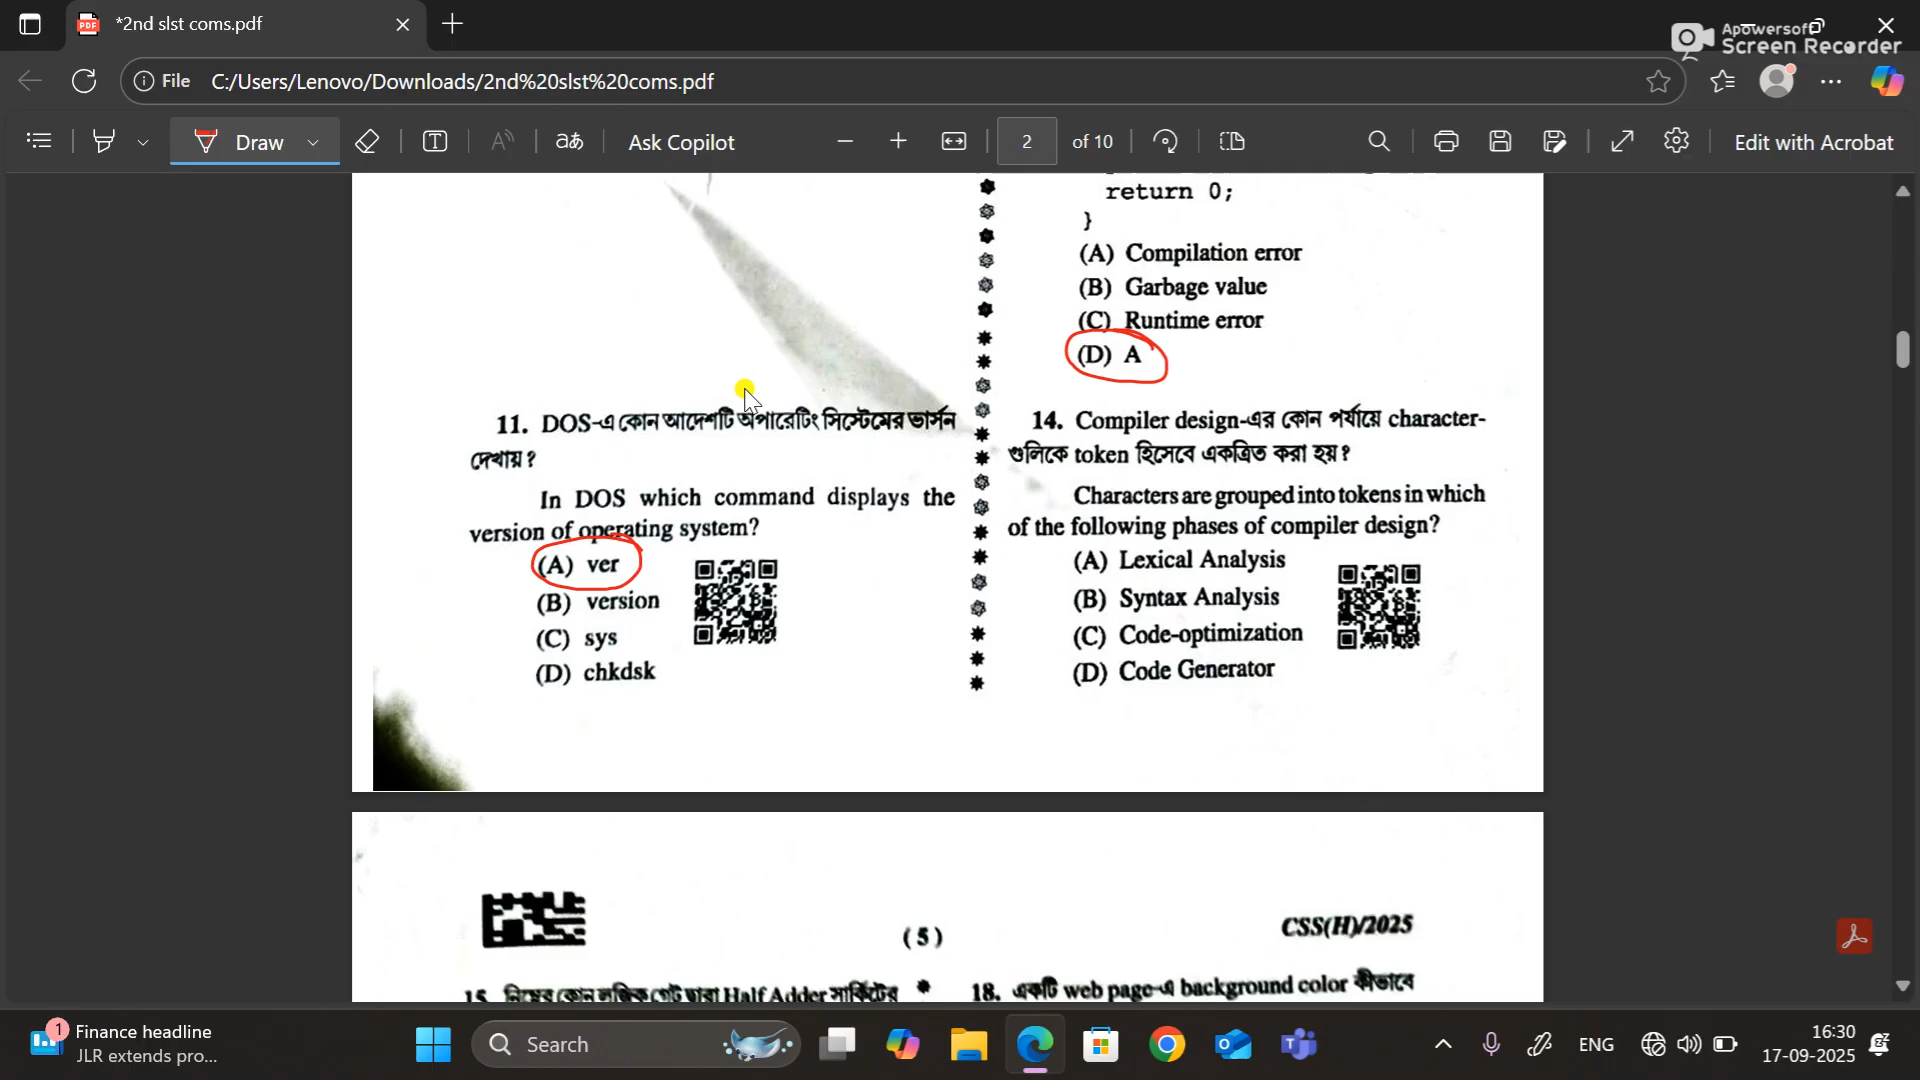 *2nd slst coms.pdf
Apowersoft
Screen Recorder
File C:/Users/Lenovo/Downloads/2nd%20slst%20coms.pdf
Draw
Ask Copilot
2 of 10
Edit with Acrobat
11. DOS-এ কোন আদেশটি অপারেটিং সিস্টেমের ভার্সন
দেখায় ?
In DOS which command displays the
version of operating system?
(A) ver
(B) version
(C) sys
(D) chkdsk
return 0;
}
(A) Compilation error
(B) Garbage value
(C) Runtime error
(D) A
14. Compiler design-এর কোন পর্যায়ে character-
গুলিকে token হিসেবে একত্রিত করা হয় ?
Characters are grouped into tokens in which
of the following phases of compiler design?
(A) Lexical Analysis
(B) Syntax Analysis
(C) Code-optimization
(D) Code Generator
(5)
CSS(H)/2025
15. নিম্নের কোন লজিক গেট দ্বারা Half Adder সার্কিটের
18. একটি web page-এ background color কীভাবে
1
Finance headline
JLR extends pro...
Search
ENG
16:30
17-09-2025